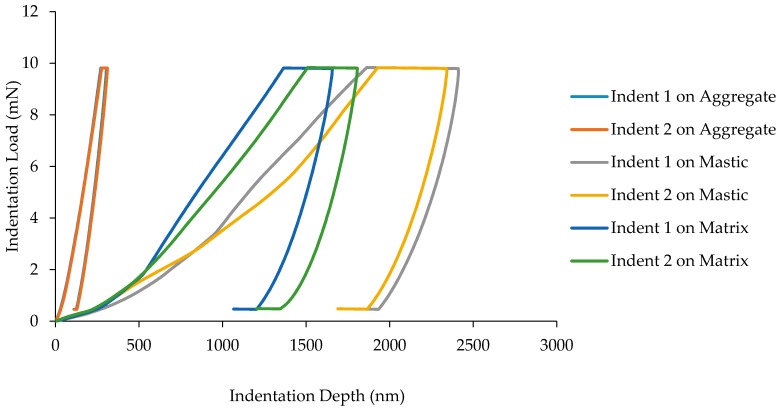 12
10
8
6
4
2
0
Indentation Load (mN)
0 500 1000 1500 2000 2500 3000
Indentation Depth (nm)
Indent 1 on Aggregate
Indent 2 on Aggregate
Indent 1 on Mastic
Indent 2 on Mastic
Indent 1 on Matrix
Indent 2 on Matrix